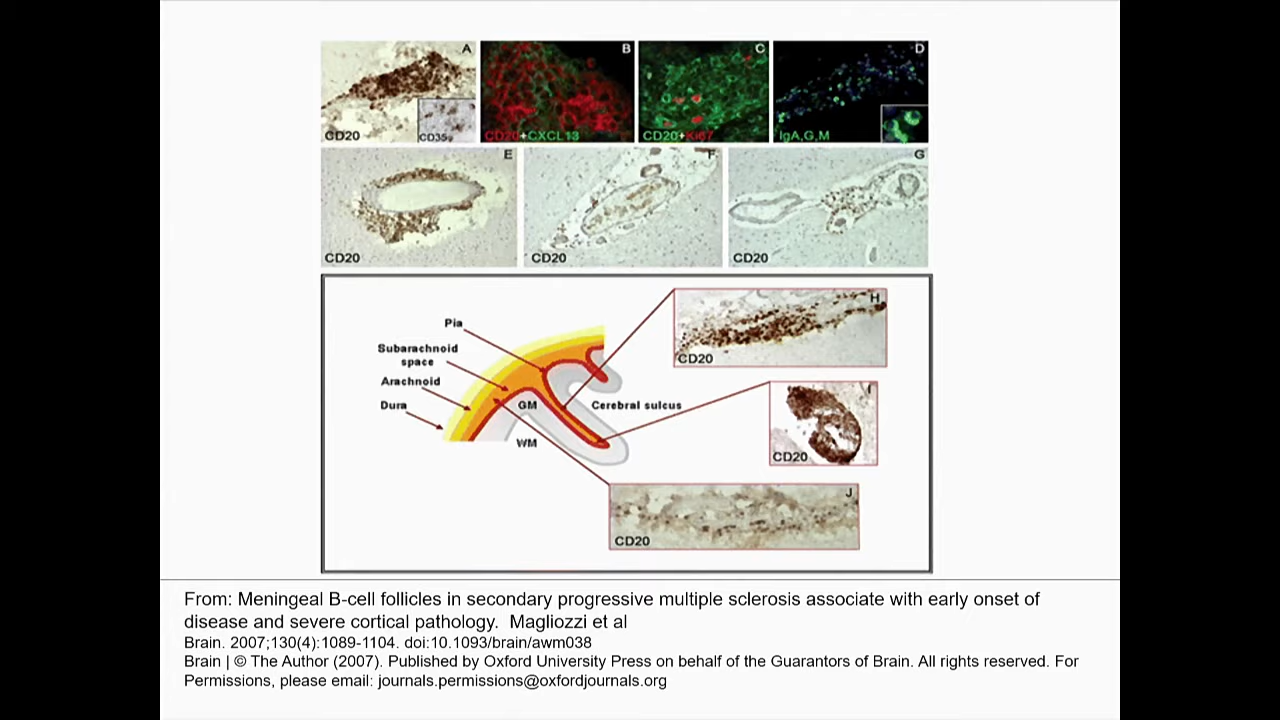 A
B
C
D
CD20
CD35
CD20+CXCL13
CD20+Ki67
IgA,G,M
E
F
G
CD20
CD20
CD20
H
Pia
Subarachnoid
space
CD20
Arachnoid
I
Dura
GM
Cerebral sulcus
WM
CD20
J
CD20
From: Meningeal B-cell follicles in secondary progressive multiple sclerosis associate with early onset of
disease and severe cortical pathology. Magliozzi et al
Brain. 2007;130(4):1089-1104. doi:10.1093/brain/awm038
Brain | © The Author (2007). Published by Oxford University Press on behalf of the Guarantors of Brain. All rights reserved. For
Permissions, please email: journals.permissions@oxfordjournals.org